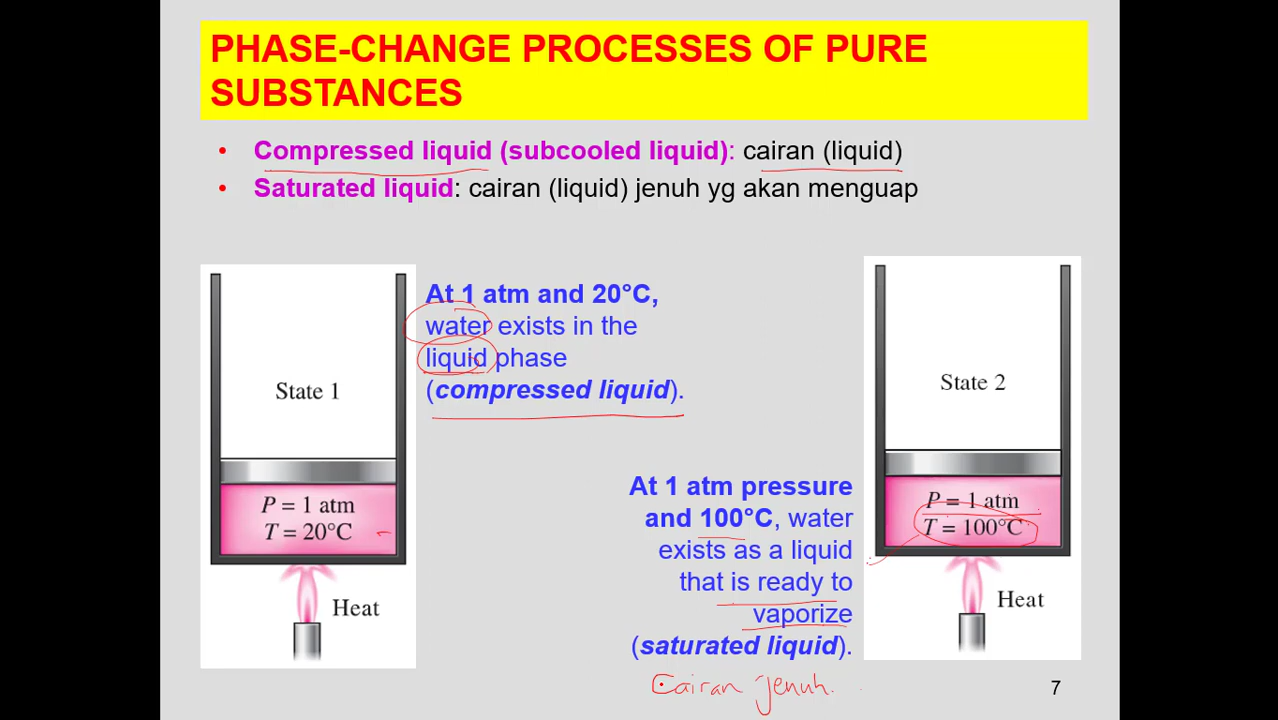 PHASE-CHANGE PROCESSES OF PURE
SUBSTANCES
• Compressed liquid (subcooled liquid): cairan (liquid)
• Saturated liquid: cairan (liquid) jenuh yg akan menguap
At 1 atm and 20°C,
water exists in the
liquid phase
(compressed liquid).
State 1
P = 1 atm
T = 20°C
Heat
State 2
P = 1 atm
T = 100°C
Heat
At 1 atm pressure
and 100°C, water
exists as a liquid
that is ready to
vaporize
(saturated liquid).
Cairan jenuh.
7